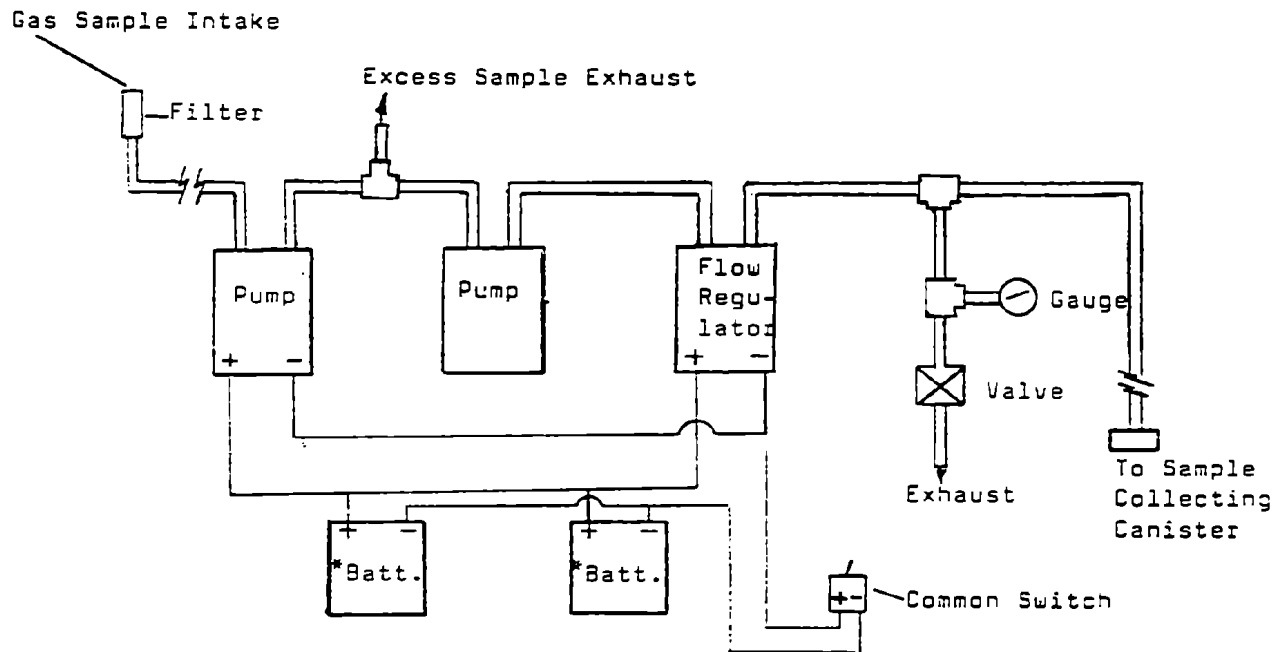 Gas Sample Intake
Excess Sample Exhaust
Filter
Pump
+ -
Pump
Flow
Regu-
lator
+ -
Gauge
Valve
Exhaust
To Sample
Collecting
Canister
+ -
*Batt.
+ -
*Batt.
+-
Common Switch